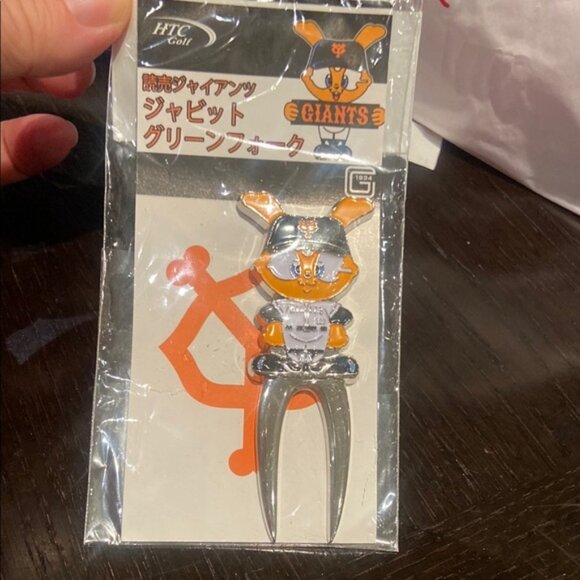 HTC
Golf
読売ジャイアンツ
ジャビット
グリーンフォーク
GIANTS
1934
G